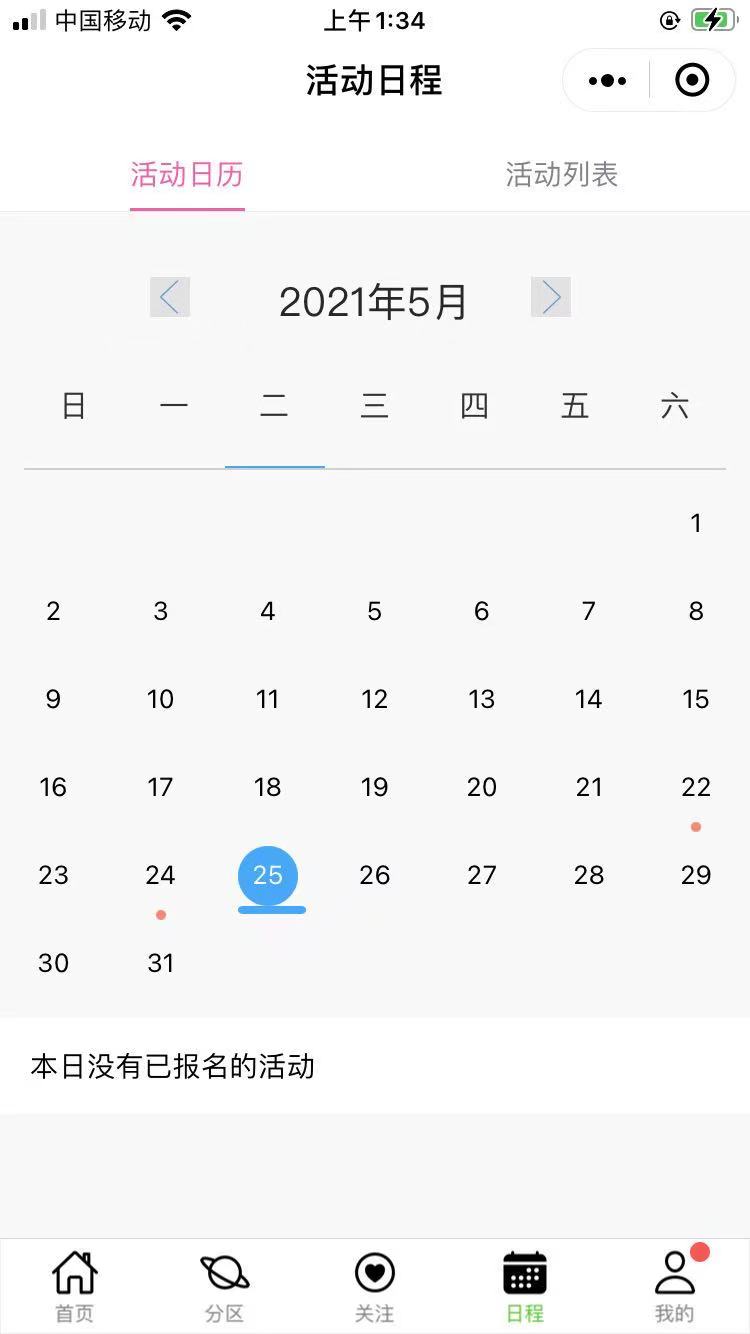 中国移动 上午1:34
活动日程
活动日历 活动列表
2021年5月
日 一 二 三 四 五 六
1
2 3 4 5 6 7 8
9 10 11 12 13 14 15
16 17 18 19 20 21 22
23 24 25 26 27 28 29
30 31
本日没有已报名的活动
首页 分区 关注 日程 我的